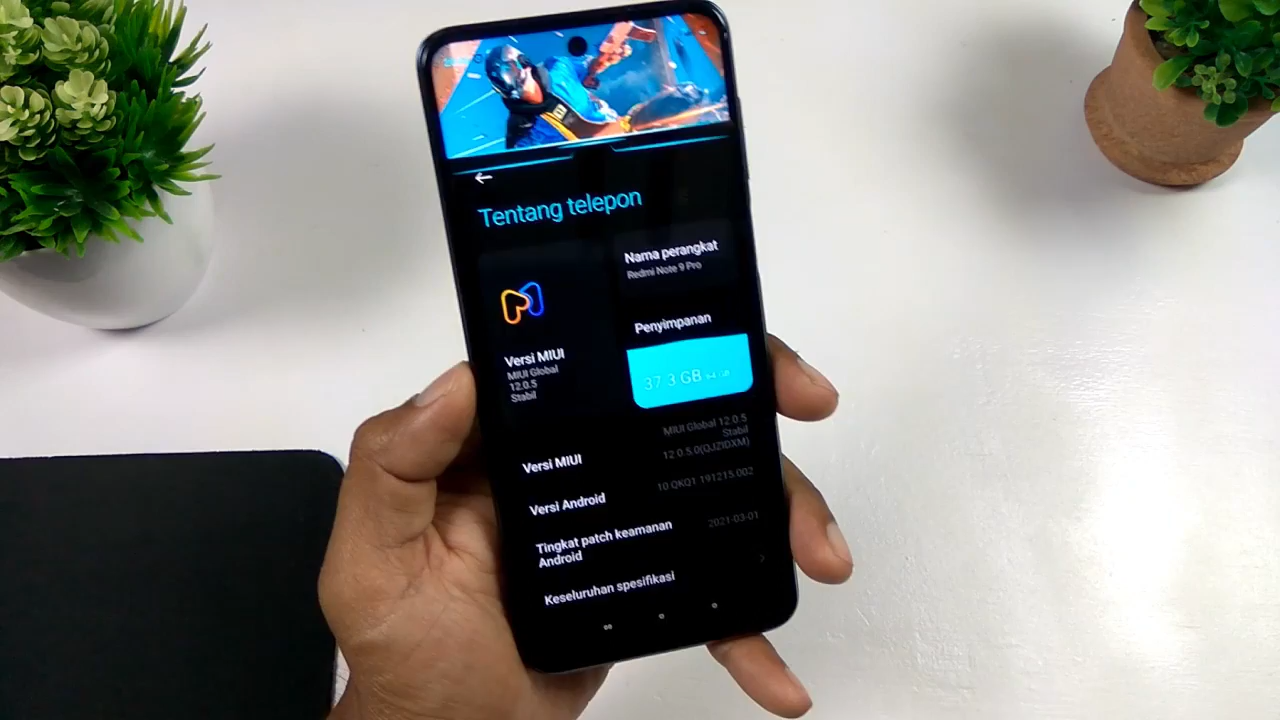 Tentang telepon
Nama perangkat
Redmi Note 9 Pro
Versi MIUI
MIUI Global
12.0.5
Stabil
Penyimpanan
37.3 GB
Versi MIUI
MIUI Global 12.0.5
Stabil
12.0.5.0(QJZIDXM)
Versi Android
10 QKQ1.191215.002
Tingkat patch keamanan
Android
2021-03-01
Keseluruhan spesifikasi